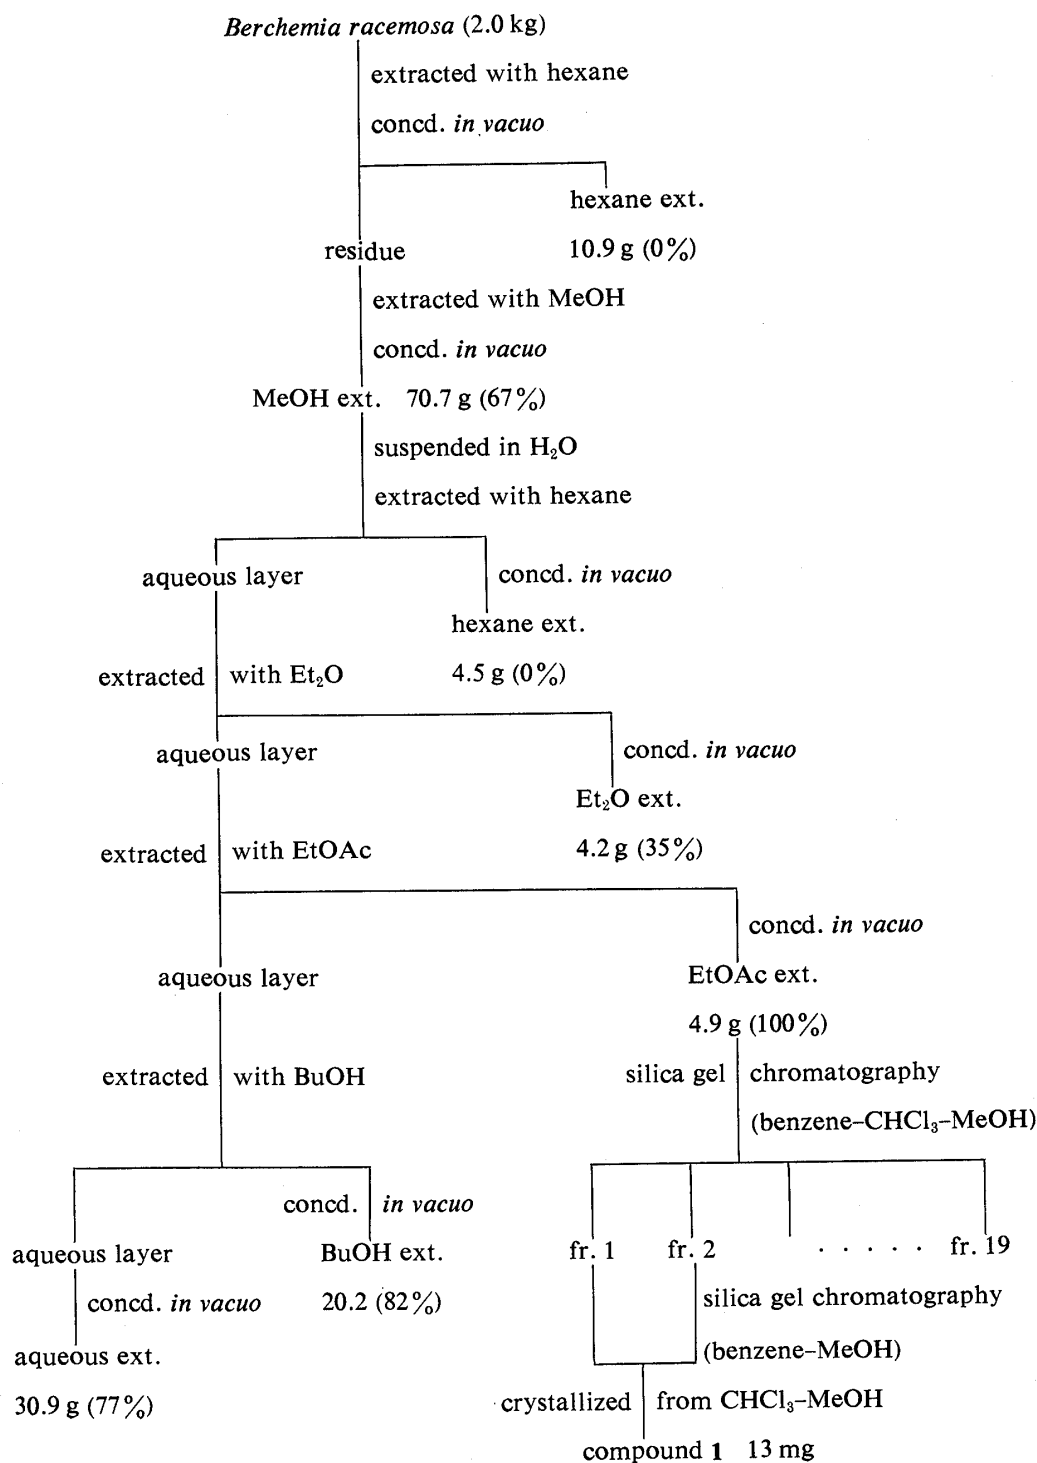 Berchemia racemosa (2.0 kg)
extracted with hexane
concd. in vacuo
hexane ext.
residue 10.9 g (0%)
extracted with MeOH
concd. in vacuo
MeOH ext. 70.7 g (67%)
suspended in H₂O
extracted with hexane
aqueous layer concd. in vacuo
hexane ext.
extracted with Et₂O 4.5 g (0%)
aqueous layer concd. in vacuo
Et₂O ext.
extracted with EtOAc 4.2 g (35%)
concd. in vacuo
aqueous layer EtOAc ext.
4.9 g (100%)
extracted with BuOH silica gel chromatography
(benzene–CHCl₃–MeOH)
concd. in vacuo
aqueous layer BuOH ext. fr. 1 fr. 2 . . . . . fr. 19
concd. in vacuo 20.2 (82%) silica gel chromatography
aqueous ext. (benzene–MeOH)
30.9 g (77%) crystallized from CHCl₃–MeOH
compound 1 13 mg